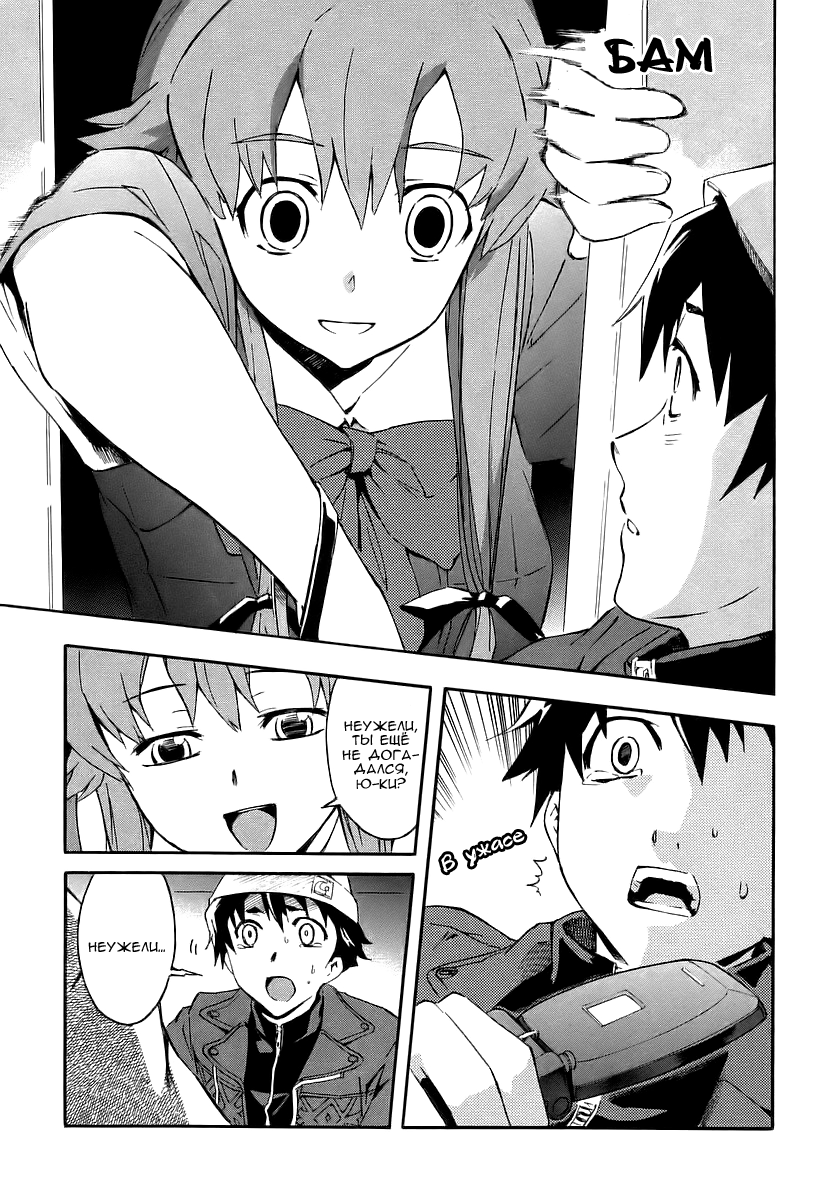 БАМ
В ужасе
НЕУЖЕЛИ,
ТЫ ЕЩЁ
НЕ ДОГА-
ДАЛСЯ,
Ю-КИ?
НЕУЖЕЛИ...